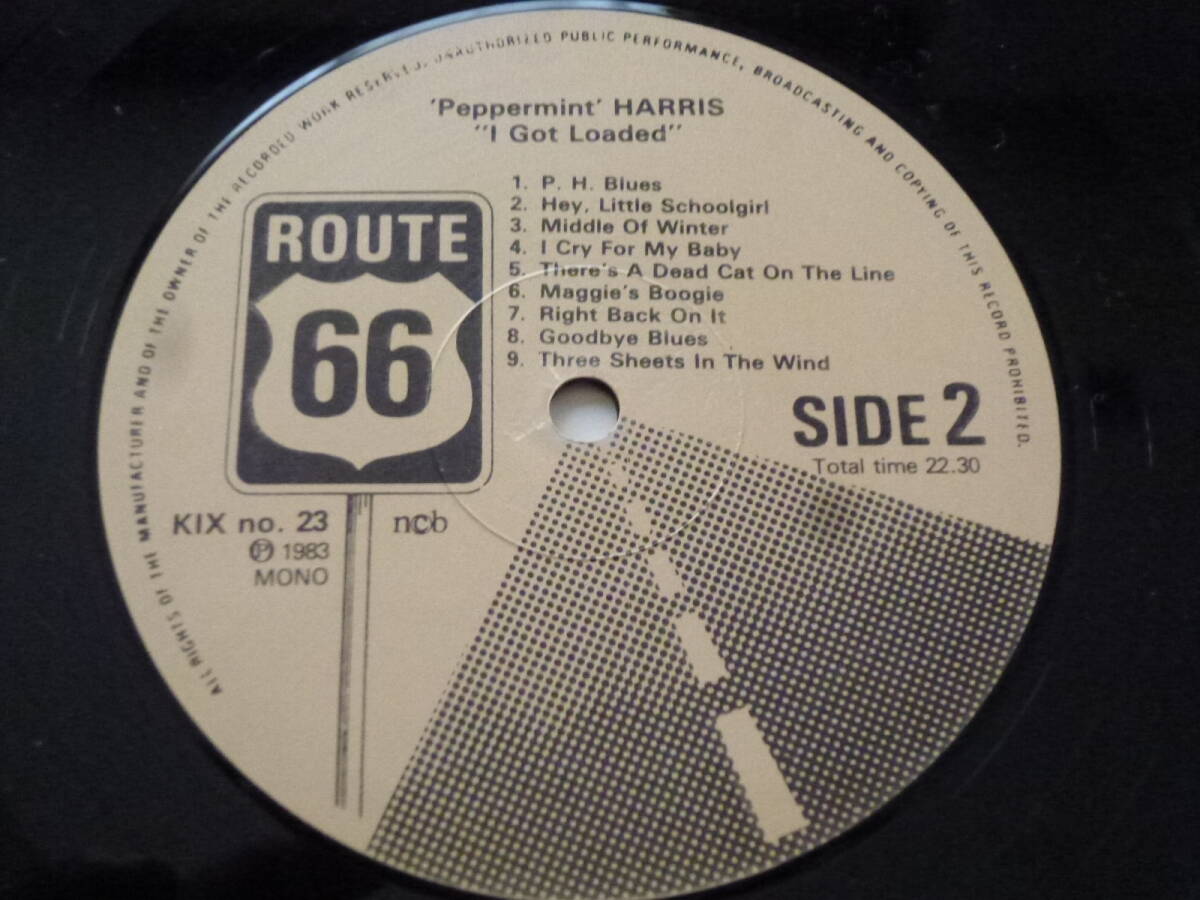 ALL RIGHTS OF THE MANUFACTURER AND OF THE OWNER OF THE RECORDED WORK RESERVED. UNAUTHORIZED PUBLIC PERFORMANCE, BROADCASTING AND COPYING OF THIS RECORD PROHIBITED.
'Peppermint' HARRIS
"I Got Loaded"
1. P. H. Blues
2. Hey, Little Schoolgirl
3. Middle Of Winter
4. I Cry For My Baby
5. There's A Dead Cat On The Line
6. Maggie's Boogie
7. Right Back On It
8. Goodbye Blues
9. Three Sheets In The Wind
ROUTE
66
SIDE 2
Total time 22.30
KIX no. 23 ncb
Ⓟ 1983
MONO